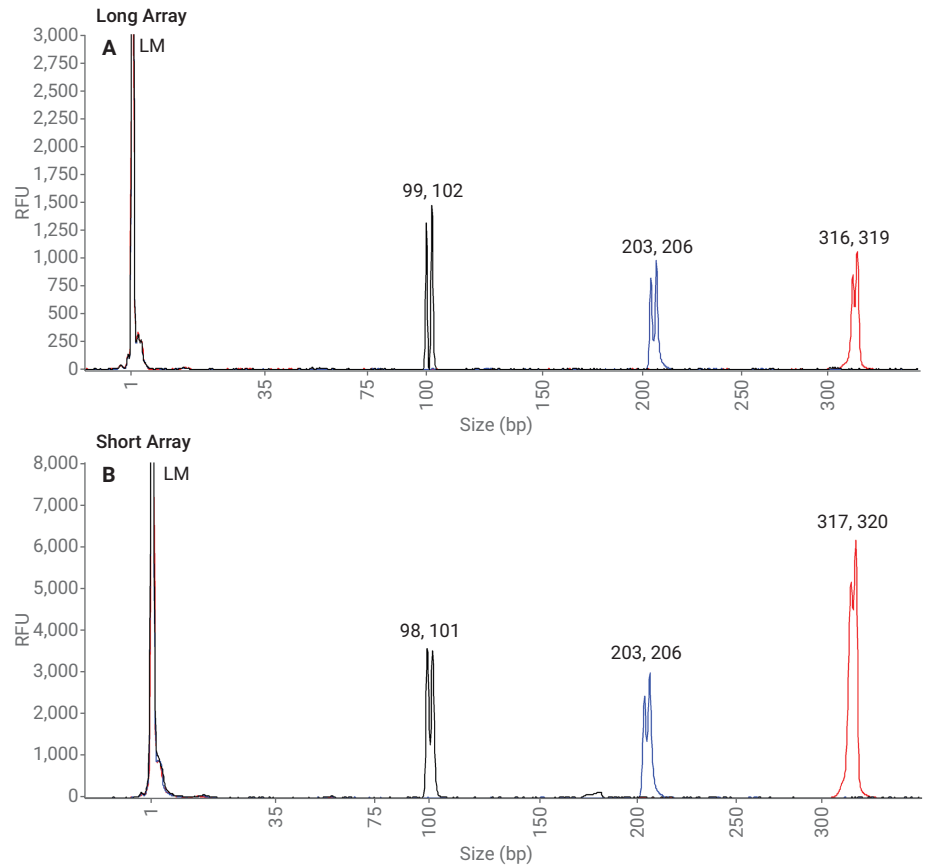 Long Array
A LM
3,000
2,750
2,500
2,250
2,000
1,750
1,500
1,250
1,000
750
500
250
0
RFU
99, 102
203, 206
316, 319
1 35 75 100 150 200 250 300
Size (bp)
Short Array
B LM
8,000
7,000
6,000
5,000
4,000
3,000
2,000
1,000
0
RFU
98, 101
203, 206
317, 320
1 35 75 100 150 200 250 300
Size (bp)